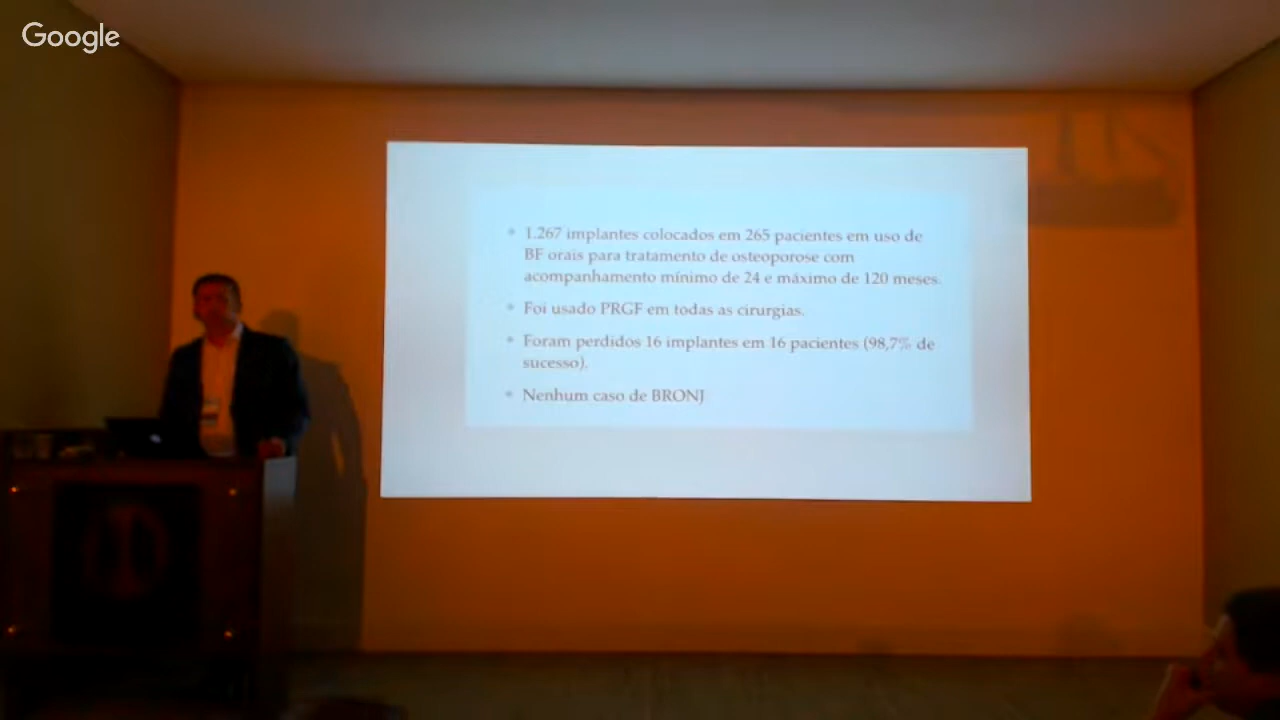 Google
1.267 implantes colocados em 265 pacientes em uso de
BF orais para tratamento de osteoporose com
acompanhamento mínimo de 24 e máximo de 120 meses.
Foi usado PRGF em todas as cirurgias.
Foram perdidos 16 implantes em 16 pacientes (98,7% de
sucesso).
Nenhum caso de BRONJ